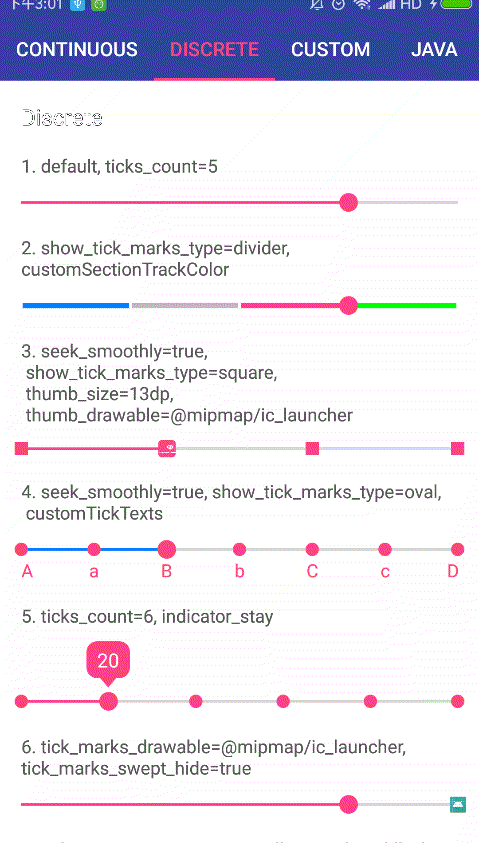 下午3:01 HD
CONTINUOUS DISCRETE CUSTOM JAVA
Discrete
1. default, ticks_count=5
2. show_tick_marks_type=divider,
customSectionTrackColor
3. seek_smoothly=true,
show_tick_marks_type=square,
thumb_size=13dp,
thumb_drawable=@mipmap/ic_launcher
4. seek_smoothly=true, show_tick_marks_type=oval,
customTickTexts
A a B b C c D
5. ticks_count=6, indicator_stay
20
6. tick_marks_drawable=@mipmap/ic_launcher,
tick_marks_swept_hide=true